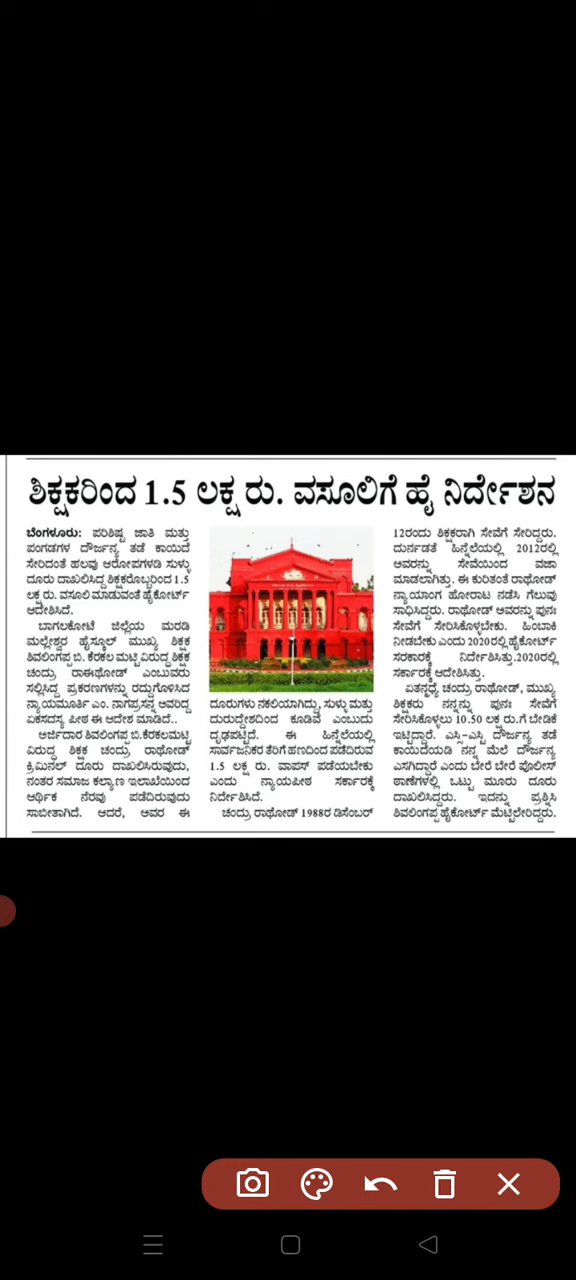 ಶಿಕ್ಷಕರಿಂದ 1.5 ಲಕ್ಷ ರು. ವಸೂಲಿಗೆ ಹೈ ನಿರ್ದೇಶನ
ಬೆಂಗಳೂರು: ಪರಿಶಿಷ್ಟ ಜಾತಿ ಮತ್ತು
ಪಂಗಡಗಳ ದೌರ್ಜನ್ಯ ತಡೆ ಕಾಯಿದೆ
ಸೇರಿದಂತೆ ಹಲವು ಆರೋಪಗಳಡಿ ಸುಳ್ಳು
ದೂರು ದಾಖಲಿಸಿದ್ದ ಶಿಕ್ಷಕರೊಬ್ಬರಿಂದ 1.5
ಲಕ್ಷ ರು. ವಸೂಲಿ ಮಾಡುವಂತೆ ಹೈಕೋರ್ಟ್
ಆದೇಶಿಸಿದೆ.
ಬಾಗಲಕೋಟೆ ಜಿಲ್ಲೆಯ ಮರಡಿ
ಮಲ್ಲೇಶ್ವರ ಹೈಸ್ಕೂಲ್ ಮುಖ್ಯ ಶಿಕ್ಷಕ
ಶಿವಲಿಂಗಪ್ಪ ಬಿ. ಕೆರಕಲಮಟ್ಟಿ ವಿರುದ್ಧ ಶಿಕ್ಷಕ
ಚಂದ್ರು ರಾಈಥೋಡ್ ಎಂಬುವರು
ಸಲ್ಲಿಸಿದ್ದ ಪ್ರಕರಣಗಳನ್ನು ರದ್ದುಗೊಳಿಸಿದ
ನ್ಯಾಯಮೂರ್ತಿ ಎಂ. ನಾಗಪ್ರಸನ್ನ ಅವರಿದ್ದ
ಏಕಸದಸ್ಯ ಪೀಠ ಈ ಆದೇಶ ಮಾಡಿದೆ..
ಅರ್ಜಿದಾರ ಶಿವಲಿಂಗಪ್ಪ ಬಿ.ಕೆರಕಲಮಟ್ಟಿ
ವಿರುದ್ಧ ಶಿಕ್ಷಕ ಚಂದ್ರು ರಾಥೋಡ್
ಕ್ರಿಮಿನಲ್ ದೂರು ದಾಖಲಿಸಿರುವುದು,
ನಂತರ ಸಮಾಜ ಕಲ್ಯಾಣ ಇಲಾಖೆಯಿಂದ
ಆರ್ಥಿಕ ನೆರವು ಪಡೆದಿರುವುದು
ಸಾಬೀತಾಗಿದೆ. ಆದರೆ, ಅವರ ಈ
ದೂರುಗಳು ನಕಲಿಯಾಗಿದ್ದು, ಸುಳ್ಳು ಮತ್ತು
ದುರುದ್ದೇಶದಿಂದ ಕೂಡಿವೆ ಎಂಬುದು
ದೃಢಪಟ್ಟಿದೆ. ಈ ಹಿನ್ನೆಲೆಯಲ್ಲಿ
ಸಾರ್ವಜನಿಕರ ತೆರಿಗೆ ಹಣದಿಂದ ಪಡೆದಿರುವ
1.5 ಲಕ್ಷ ರು. ವಾಪಸ್ ಪಡೆಯಬೇಕು
ಎಂದು ನ್ಯಾಯಪೀಠ ಸರ್ಕಾರಕ್ಕೆ
ನಿರ್ದೇಶಿಸಿದೆ.
ಚಂದ್ರು ರಾಥೋಡ್ 1988ರ ಡಿಸೆಂಬರ್
12ರಂದು ಶಿಕ್ಷಕರಾಗಿ ಸೇವೆಗೆ ಸೇರಿದ್ದರು.
ದುರ್ನಡತೆ ಹಿನ್ನೆಲೆಯಲ್ಲಿ 2012ರಲ್ಲಿ
ಅವರನ್ನು ಸೇವೆಯಿಂದ ವಜಾ
ಮಾಡಲಾಗಿತ್ತು. ಈ ಕುರಿತಂತೆ ರಾಥೋಡ್
ನ್ಯಾಯಾಂಗ ಹೋರಾಟ ನಡೆಸಿ ಗೆಲುವು
ಸಾಧಿಸಿದ್ದರು. ರಾಥೋಡ್ ಅವರನ್ನು ಪುನಃ
ಸೇವೆಗೆ ಸೇರಿಸಿಕೊಳ್ಳಬೇಕು. ಹಿಂಬಾಕಿ
ನೀಡಬೇಕು ಎಂದು 2020ರಲ್ಲಿ ಹೈಕೋರ್ಟ್
ಸರಕಾರಕ್ಕೆ ನಿರ್ದೇಶಿಸಿತ್ತು.2020ರಲ್ಲಿ
ಸರ್ಕಾರಕ್ಕೆ ಆದೇಶಿಸಿತ್ತು.
ಏತನ್ಮಧ್ಯೆ ಚಂದ್ರು ರಾಥೋಡ್, ಮುಖ್ಯ
ಶಿಕ್ಷಕರು ನನ್ನನ್ನು ಪುನಃ ಸೇವೆಗೆ
ಸೇರಿಸಿಕೊಳ್ಳಲು 10.50 ಲಕ್ಷ ರು.ಗೆ ಬೇಡಿಕೆ
ಇಟ್ಟಿದ್ದಾರೆ. ಎಸ್ಸಿ-ಎಸ್ಟಿ ದೌರ್ಜನ್ಯ ತಡೆ
ಕಾಯಿದೆಯಡಿ ನನ್ನ ಮೆಲೆ ದೌರ್ಜನ್ಯ
ಎಸಗಿದ್ದಾರೆ ಎಂದು ಬೇರೆ ಬೇರೆ ಪೊಲೀಸ್
ಠಾಣೆಗಳಲ್ಲಿ ಒಟ್ಟು ಮೂರು ದೂರು
ದಾಖಲಿಸಿದ್ದರು. ಇದನ್ನು ಪ್ರಶ್ನಿಸಿ
ಶಿವಲಿಂಗಪ್ಪ ಹೈಕೋರ್ಟ್ ಮೆಟ್ಟಿಲೇರಿದ್ದರು.